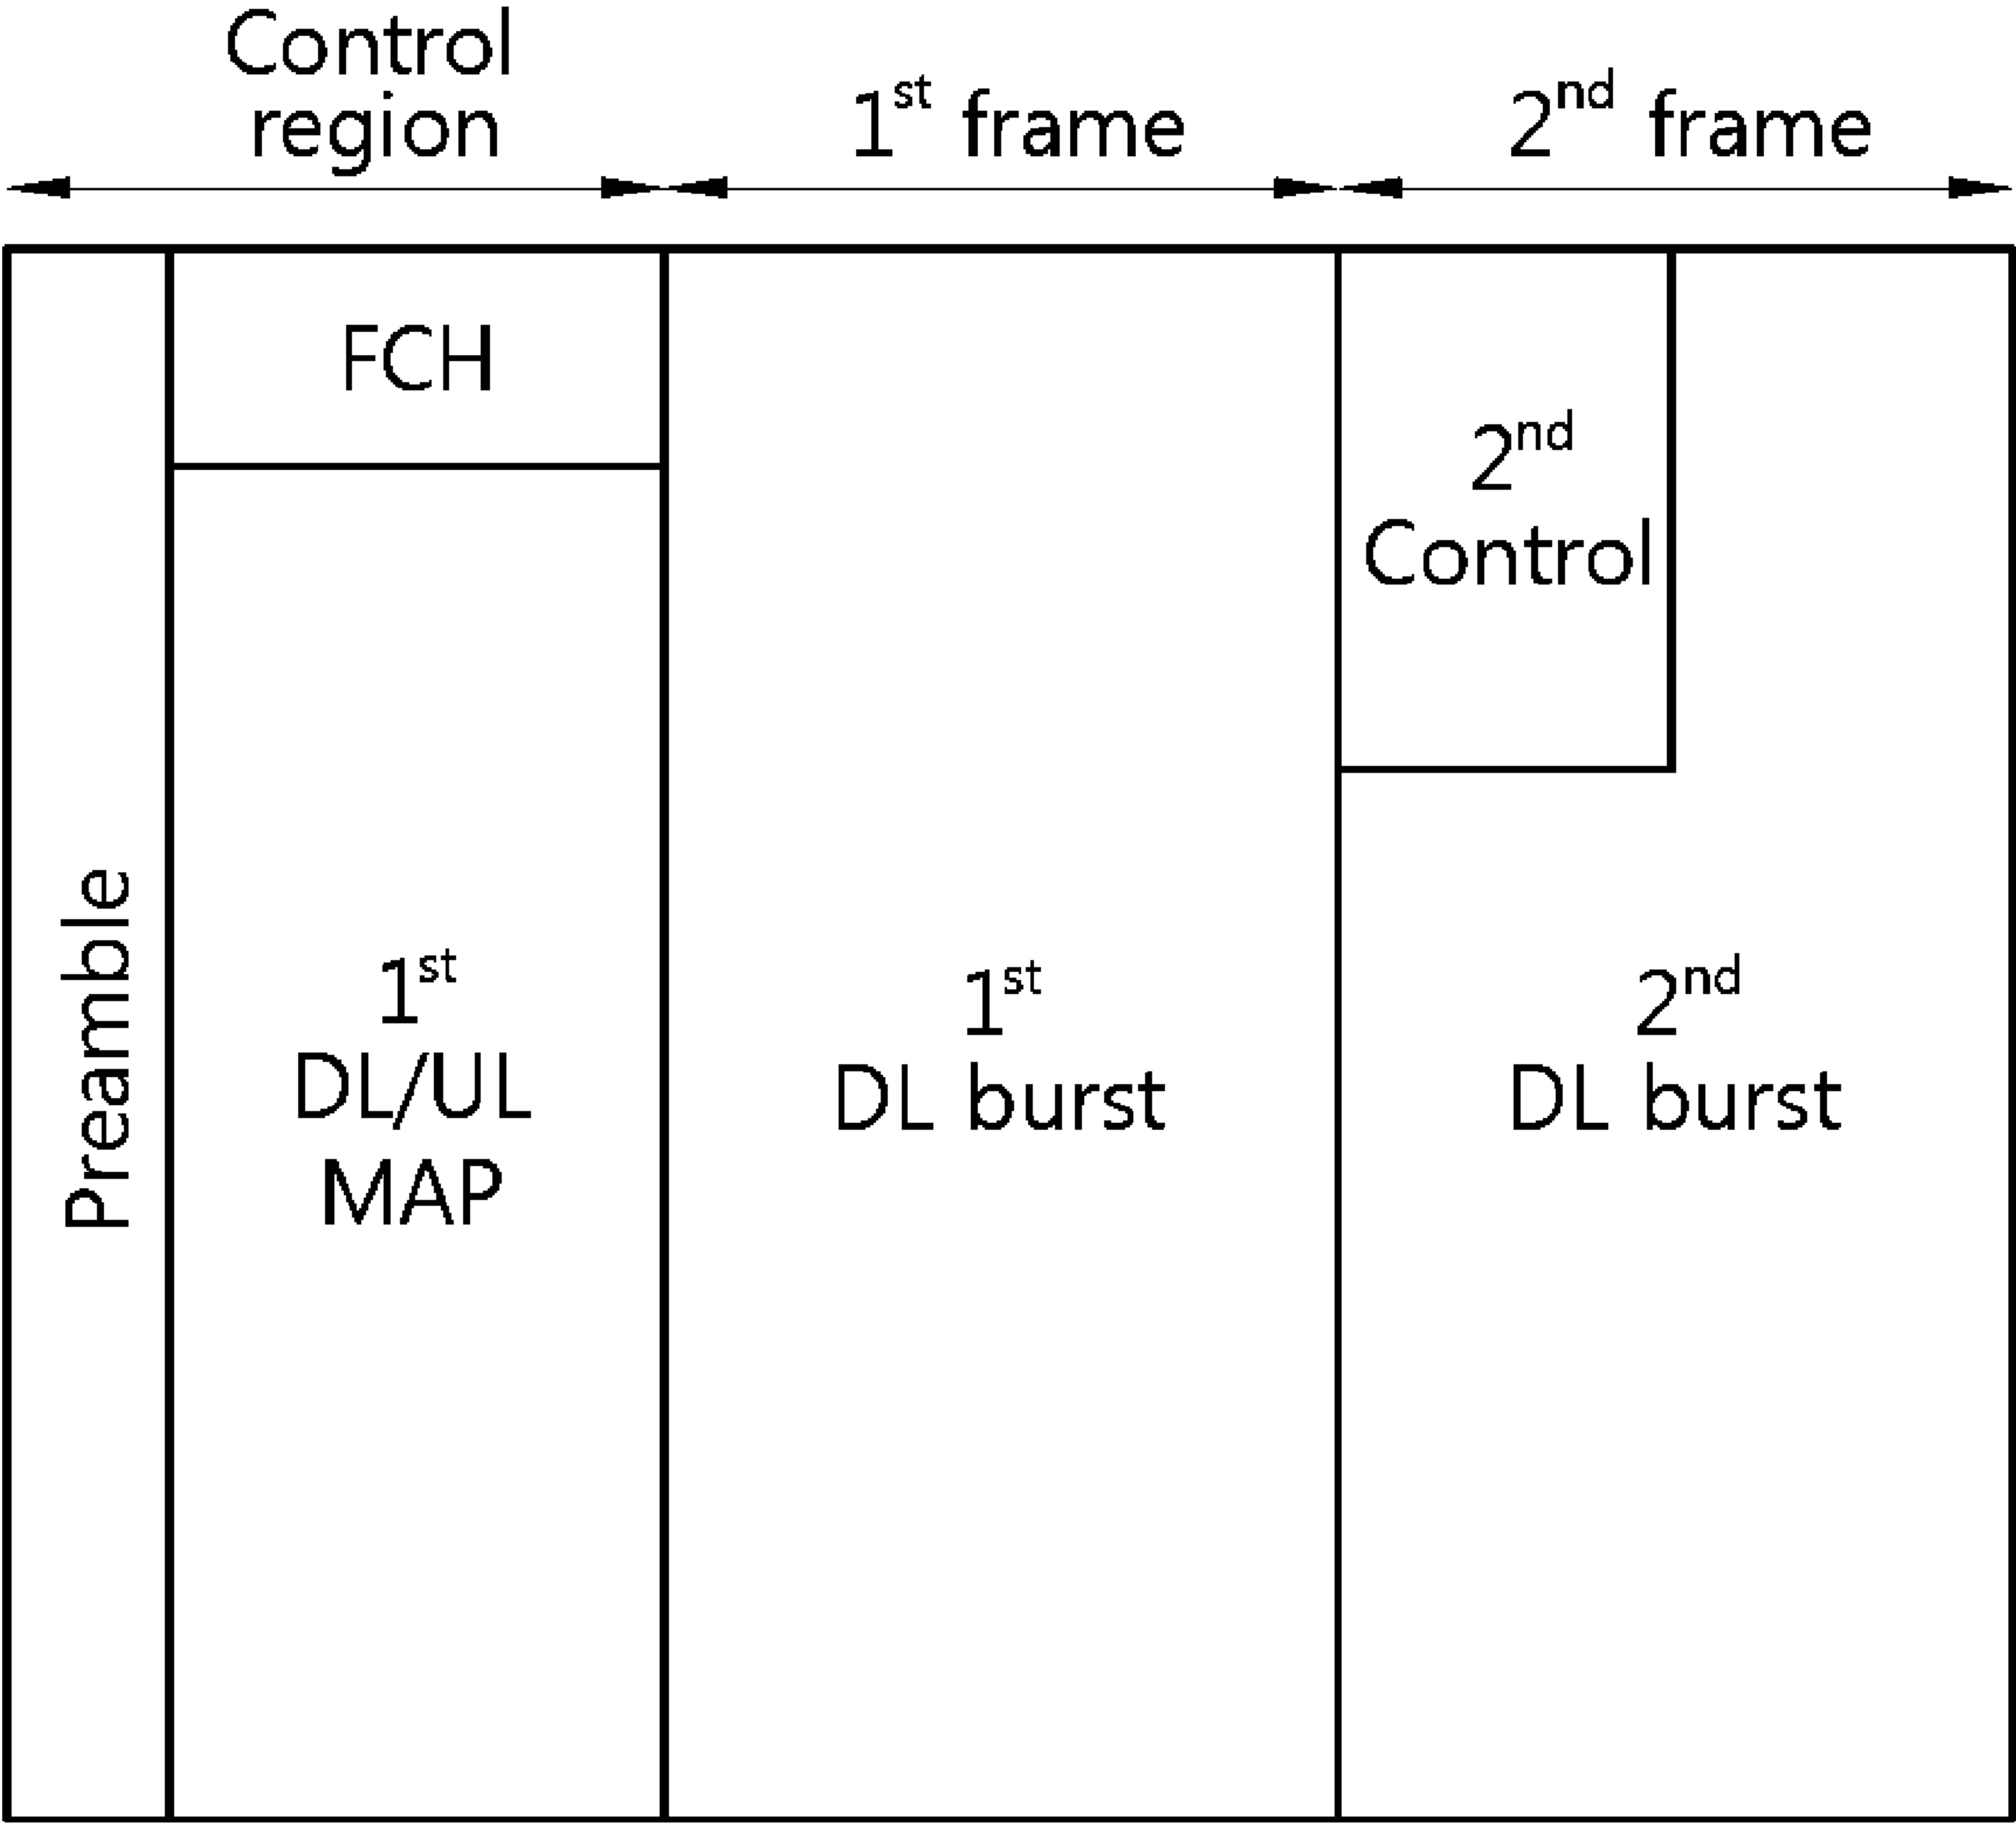 Control
region
1st frame
2nd frame
FCH
2nd
Control
Preamble
1st
DL/UL
MAP
1st
DL burst
2nd
DL burst